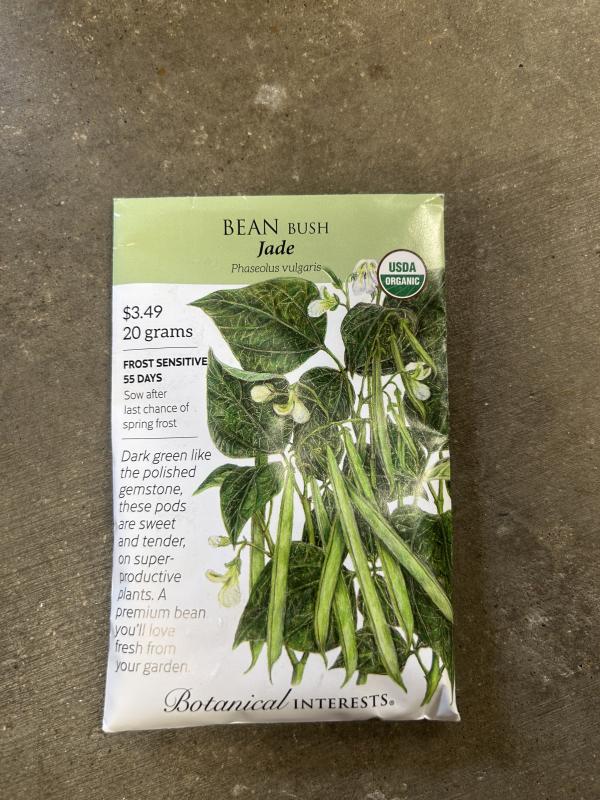 BEAN BUSH
Jade
Phaseolus vulgaris
USDA
ORGANIC
$3.49
20 grams
FROST SENSITIVE
55 DAYS
Sow after
last chance of
spring frost
Dark green like
the polished
gemstone,
these pods
are sweet
and tender,
on super-
productive
plants. A
premium bean
you'll love
fresh from
your garden.
Botanical INTERESTS®